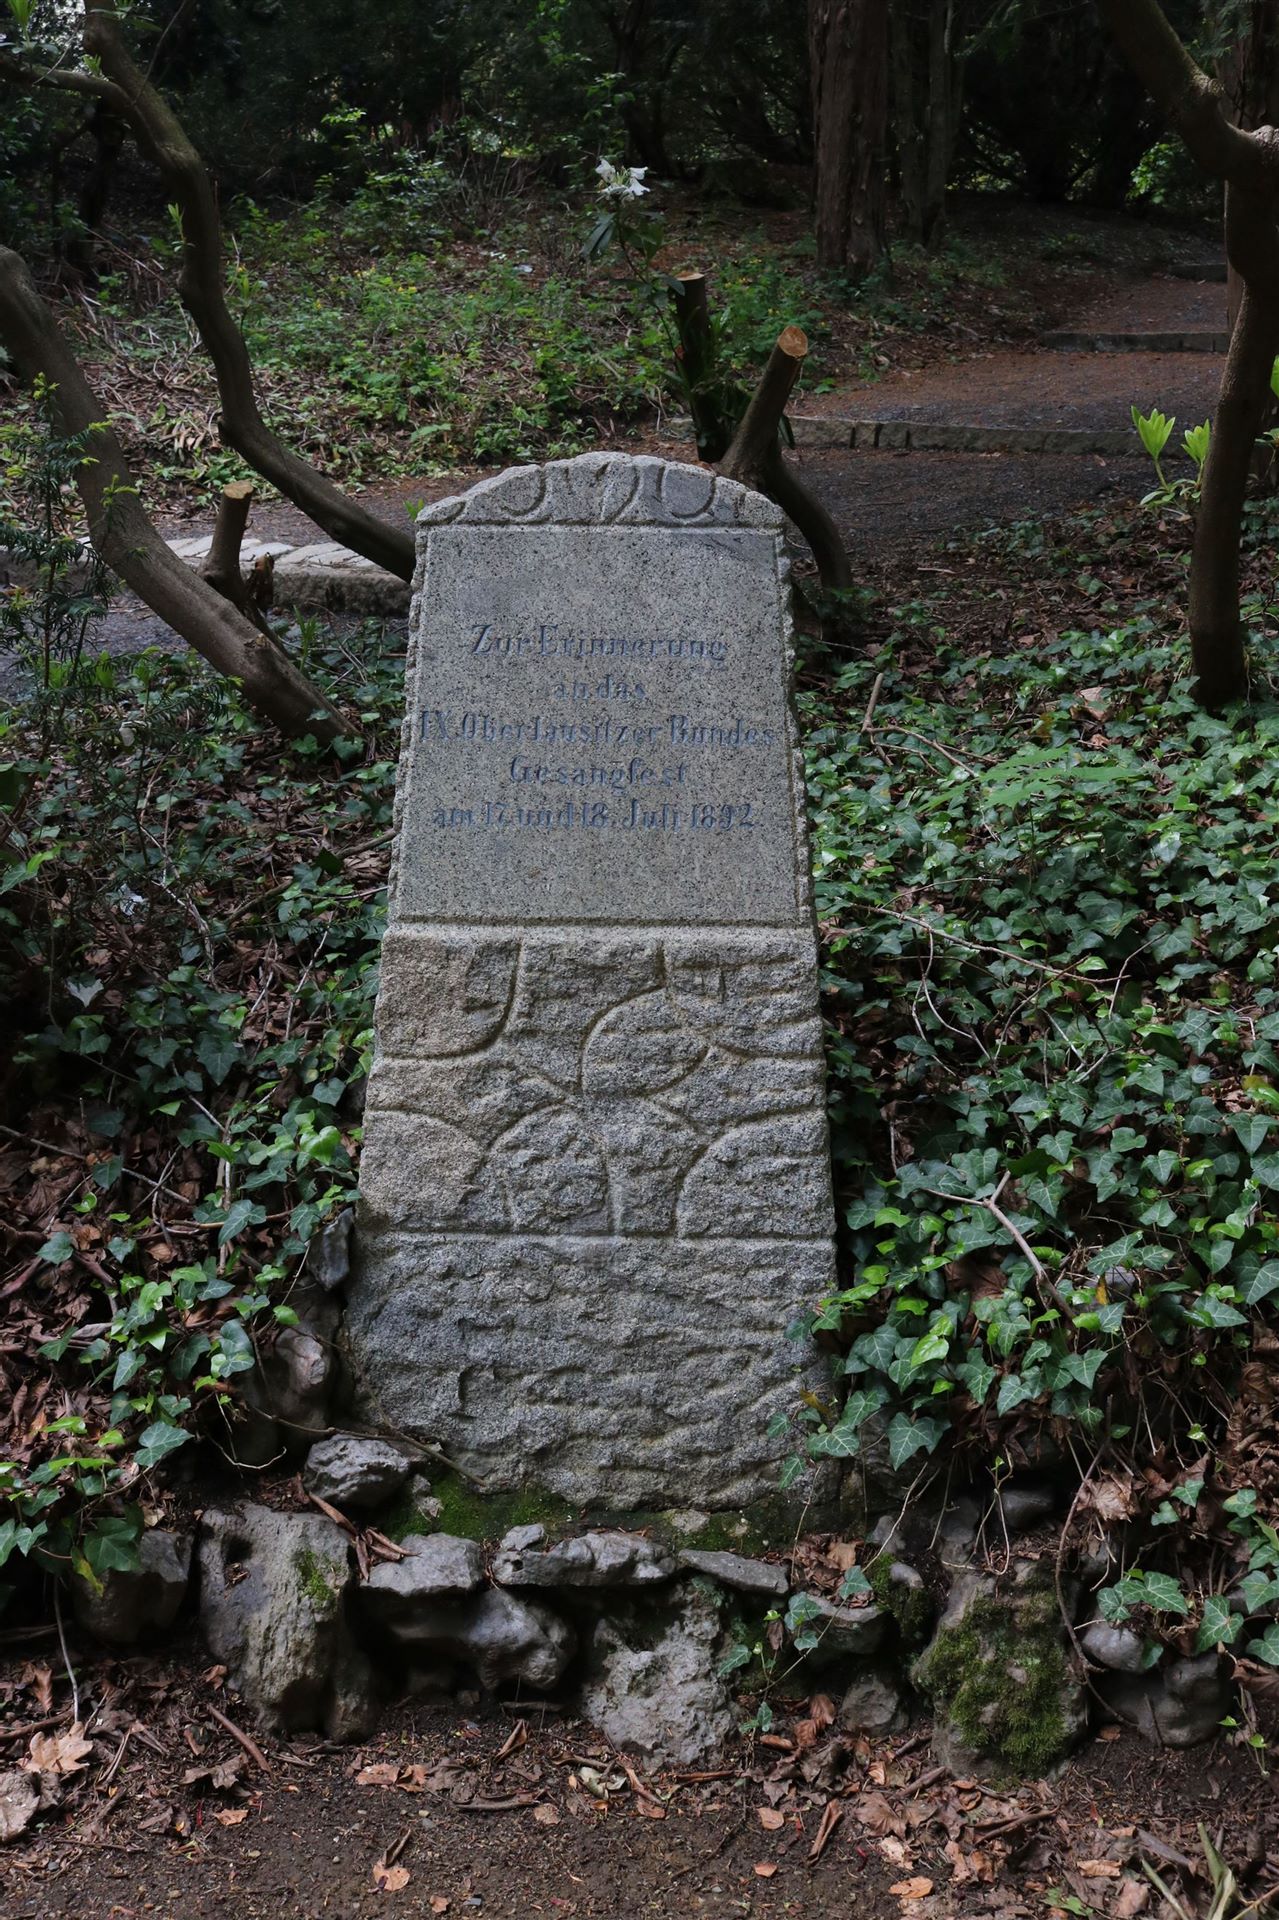 Zur Erinnerung
an das
IX. Oberlausitzer Bundes
Gesangfest
am 17. und 18. Juli 1892.